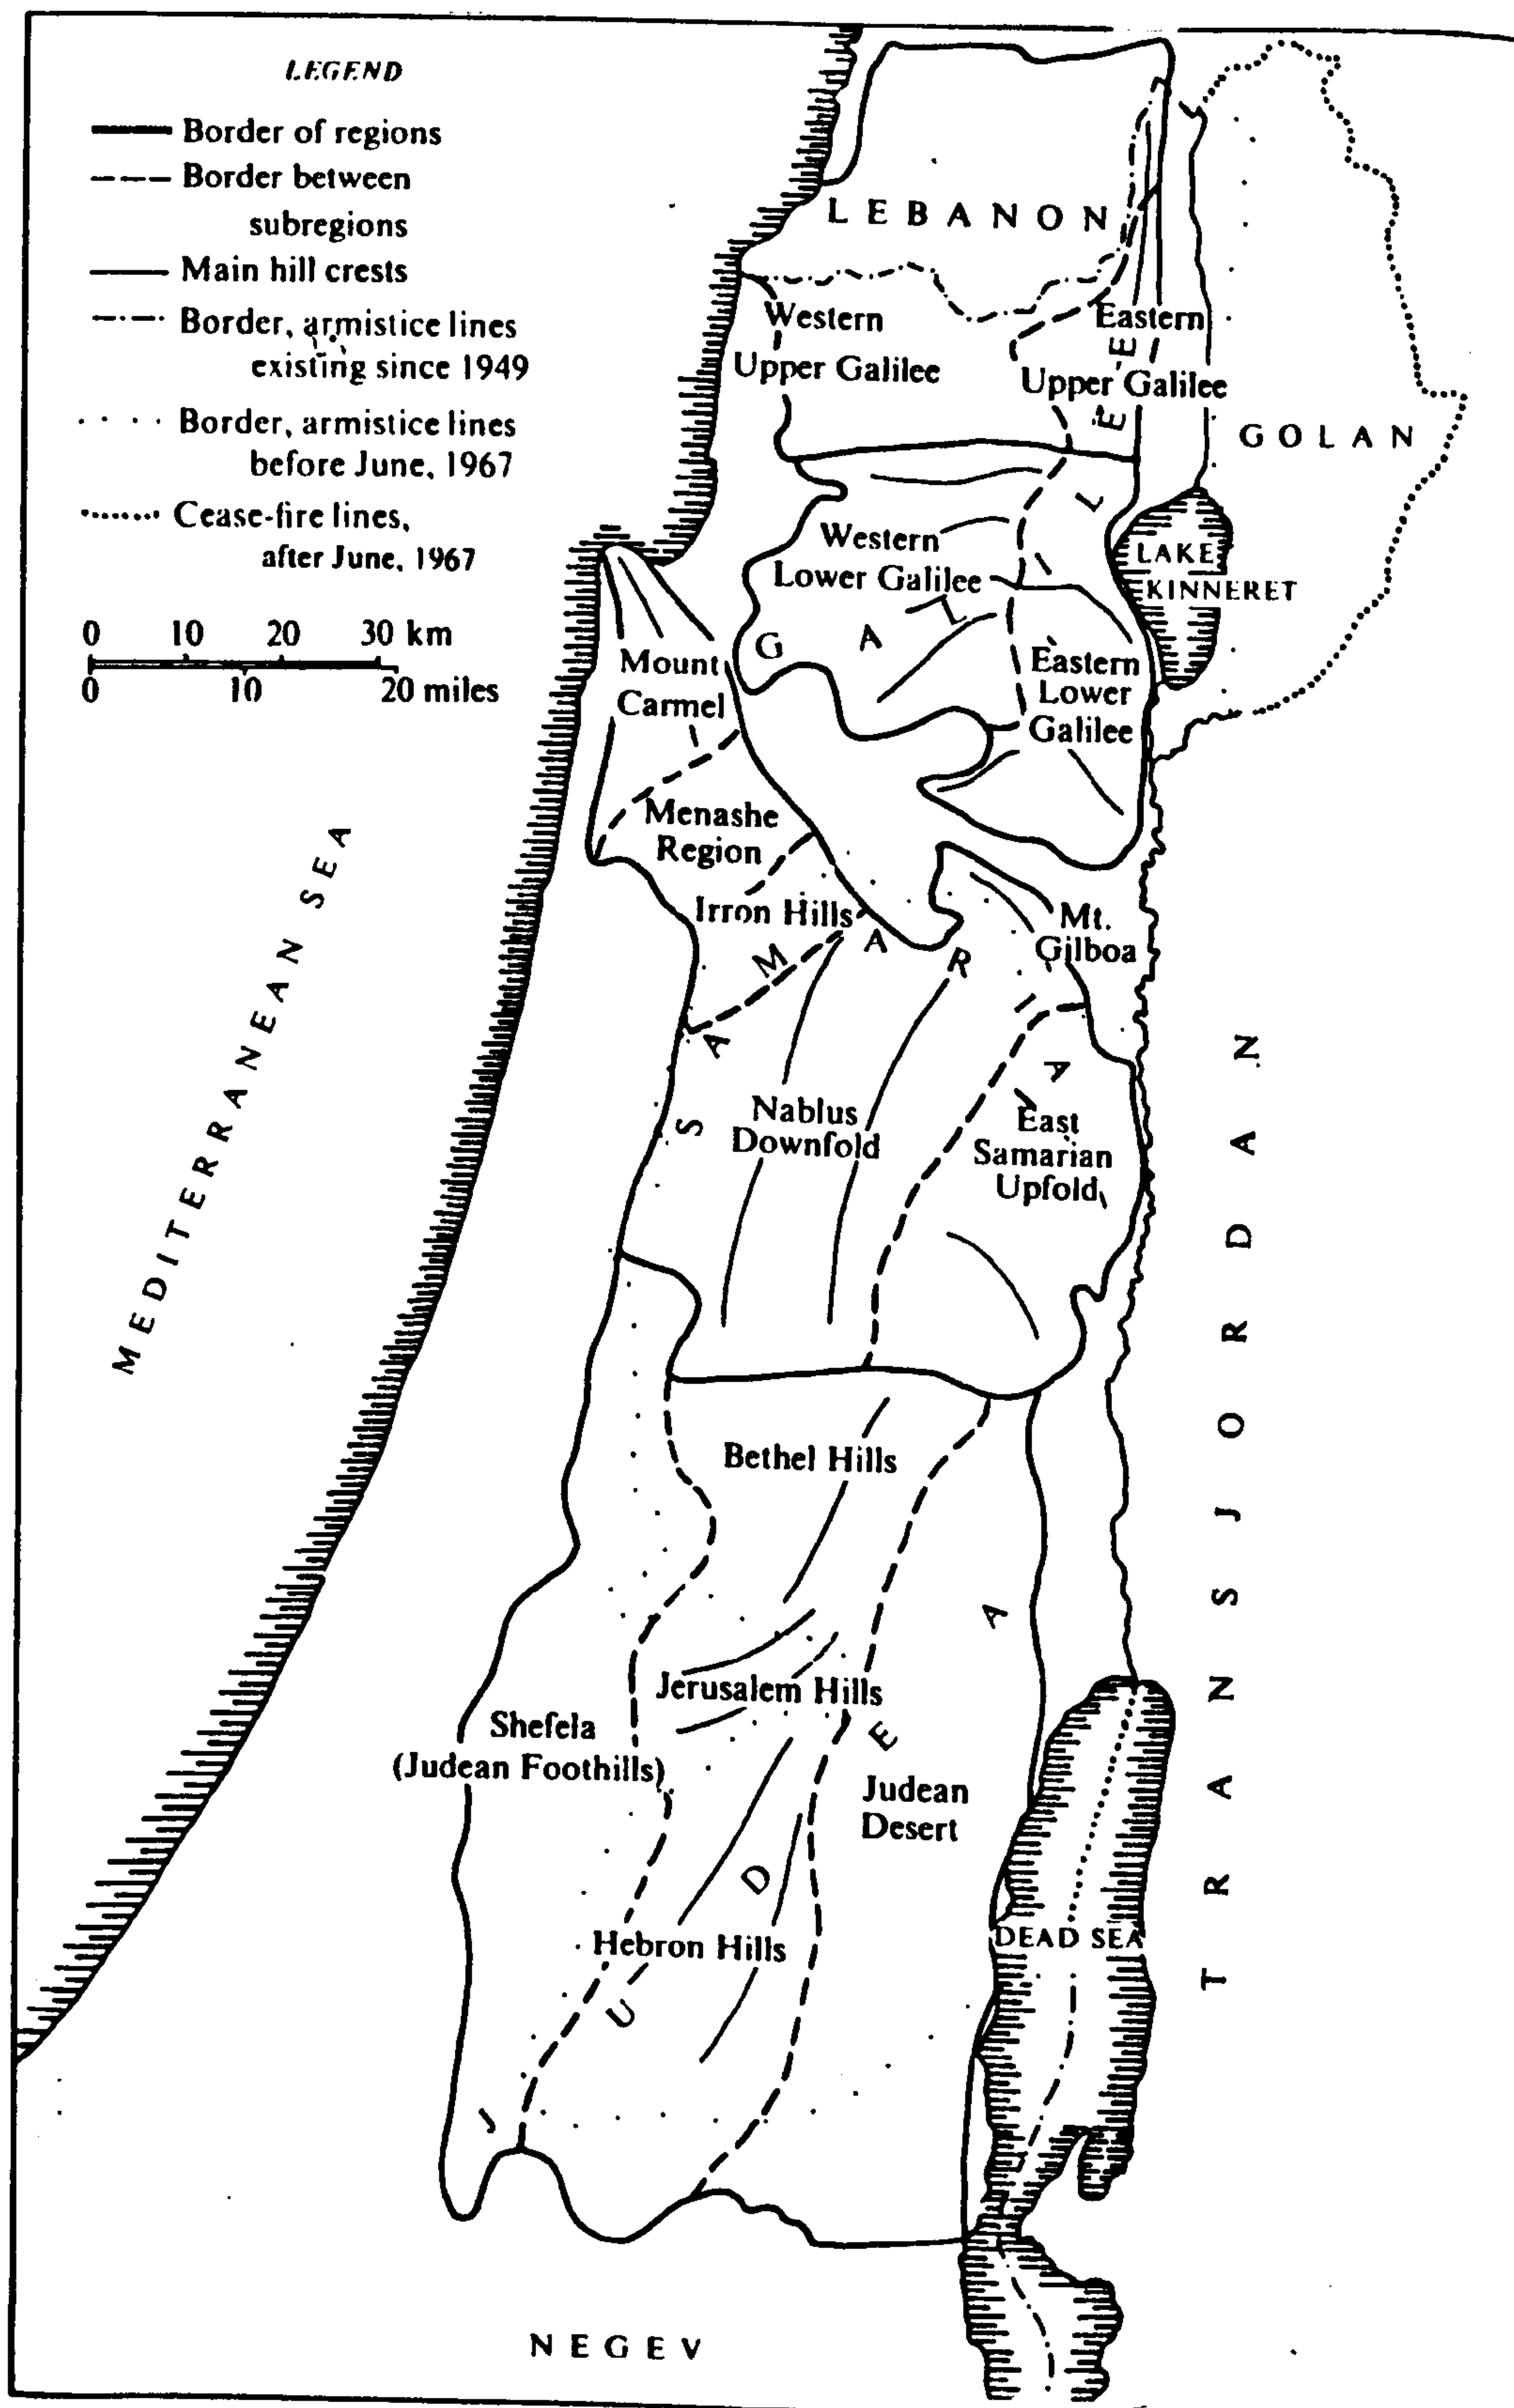 LEGEND
Border of regions
Border between
subregions
Main hill crests
Border, armistice lines
existing since 1949
Border, armistice lines
before June, 1967
Cease-fire lines,
after June, 1967
0 10 20 30 km
0 10 20 miles
LEBANON
Western
Upper Galilee
Eastern
Upper Galilee
GOLAN
GALILEE
Western
Lower Galilee
LAKE
KINNERET
Eastern
Lower
Galilee
Mount
Carmel
Menashe
Region
Irron Hills
Mt.
Gilboa
SAMARIA
MEDITERRANEAN SEA
Nablus
Downfold
East
Samarian
Upfold
TRANSJORDAN
Bethel Hills
Jerusalem Hills
Shefela
(Judean Foothills)
Judean
Desert
JUDEA
Hebron Hills
DEAD SEA
NEGEV